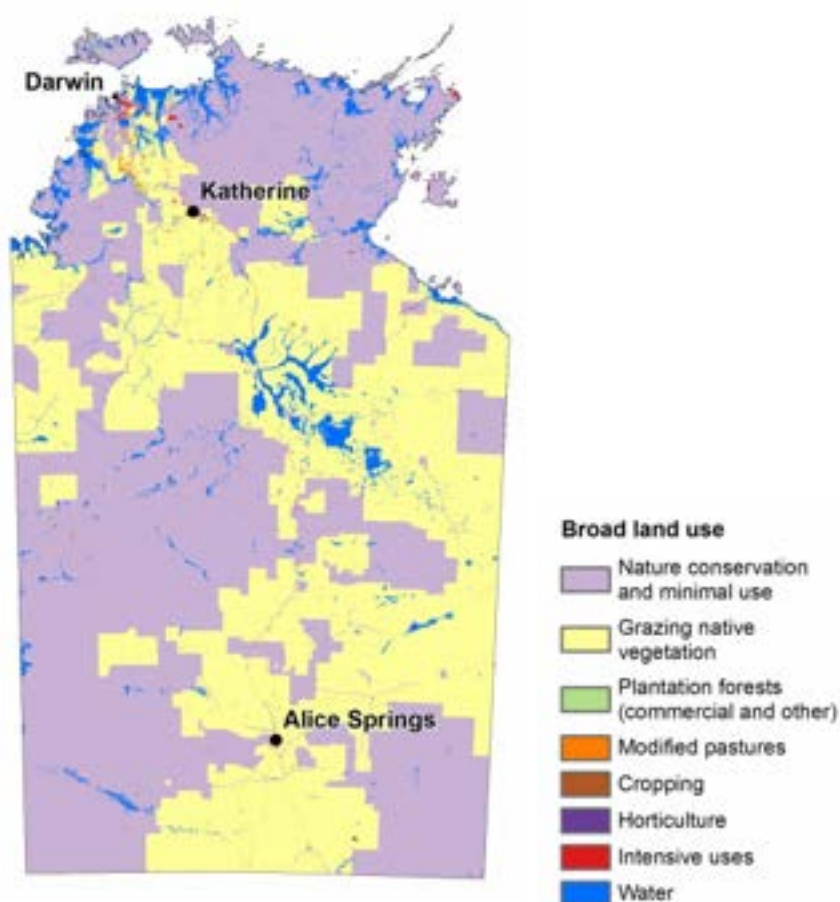 Darwin
Katherine
Alice Springs
Broad land use
Nature conservation
and minimal use
Grazing native
vegetation
Plantation forests
(commercial and other)
Modified pastures
Cropping
Horticulture
Intensive uses
Water